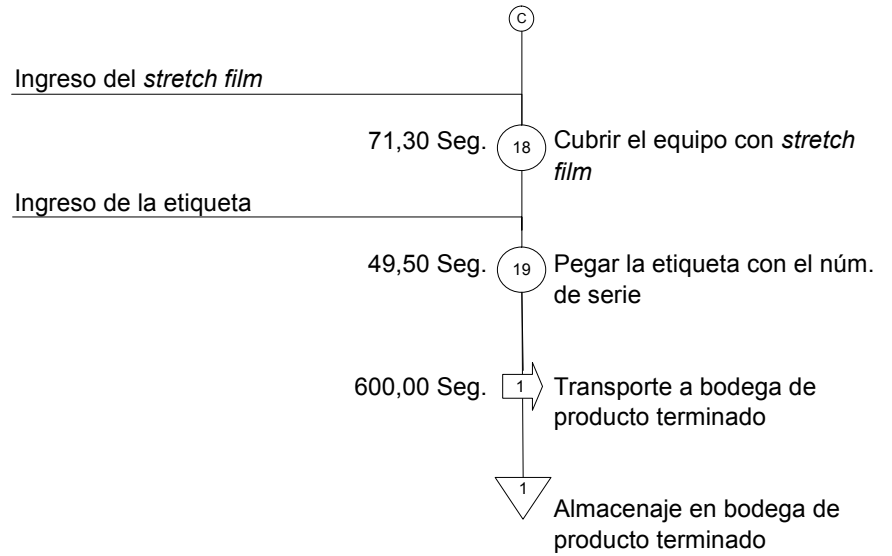 C
Ingreso del stretch film
71,30 Seg.
18
Cubrir el equipo con stretch
film
Ingreso de la etiqueta
49,50 Seg.
19
Pegar la etiqueta con el núm.
de serie
600,00 Seg.
1
Transporte a bodega de
producto terminado
1
Almacenaje en bodega de
producto terminado